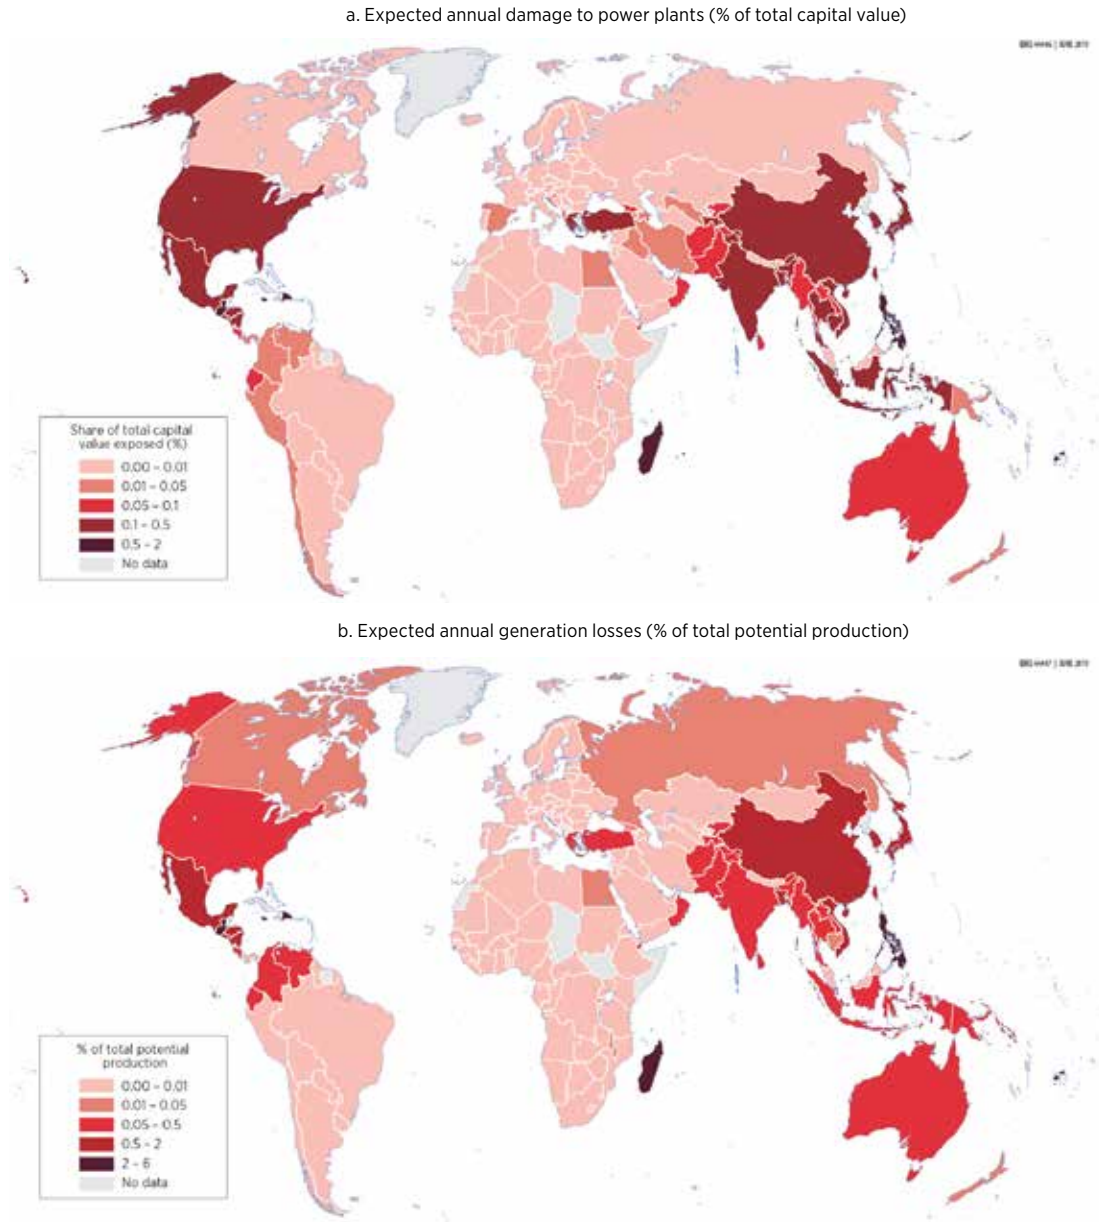 a. Expected annual damage to power plants (% of total capital value)
Share of total capital
value exposed (%)
0.00 – 0.01
0.01 – 0.05
0.05 – 0.1
0.1 – 0.5
0.5 – 2
No data
b. Expected annual generation losses (% of total potential production)
% of total potential
production
0.00 – 0.01
0.01 – 0.05
0.05 – 0.5
0.5 – 2
2 – 6
No data